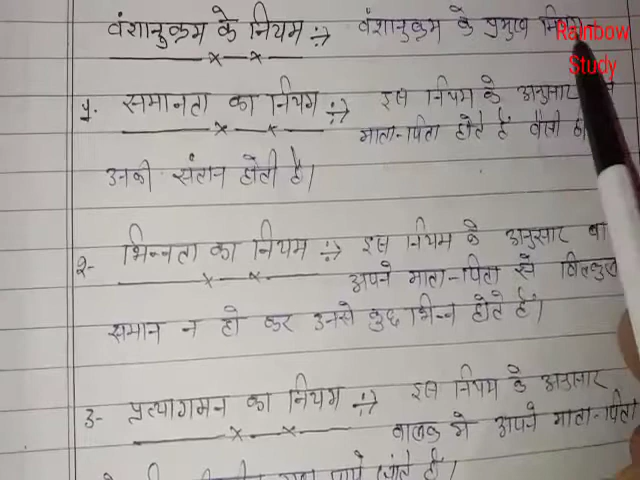 वंशानुक्रम के नियम :-> वंशानुक्रम के प्रमुख
Rainbow
Study
1. समानता का नियम :-> इस नियम के अनुसार
माता-पिता होते हैं वैसी ही
उनकी संतान होती है।
२- भिन्नता का नियम :-> इस नियम के अनुसार
अपने माता-पिता से बिल्कुल
समान न हो कर उनसे कुछ भिन्न होते हैं।
3- प्रत्यागमन का नियम :-> इस नियम के अनुसार
बालक में अपने माता-पिता
पाये जाते हैं।